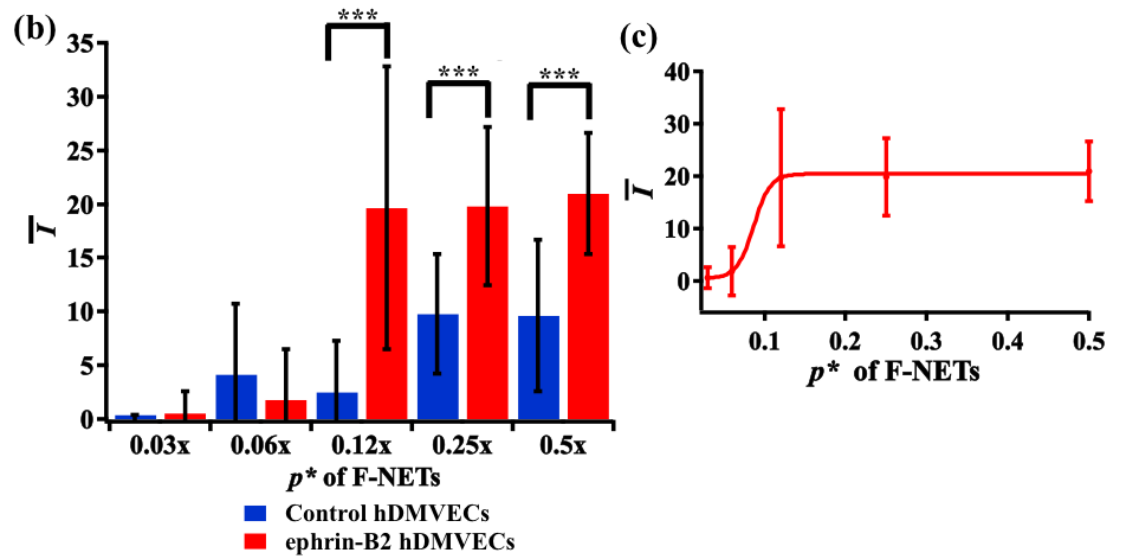 (b)
***
***
***
35
30
25
20
15
10
5
0
I
0.03x 0.06x 0.12x 0.25x 0.5x
p* of F-NETs
Control hDMVECs
ephrin-B2 hDMVECs
(c)
40
30
20
10
0
I
0.1 0.2 0.3 0.4 0.5
p* of F-NETs